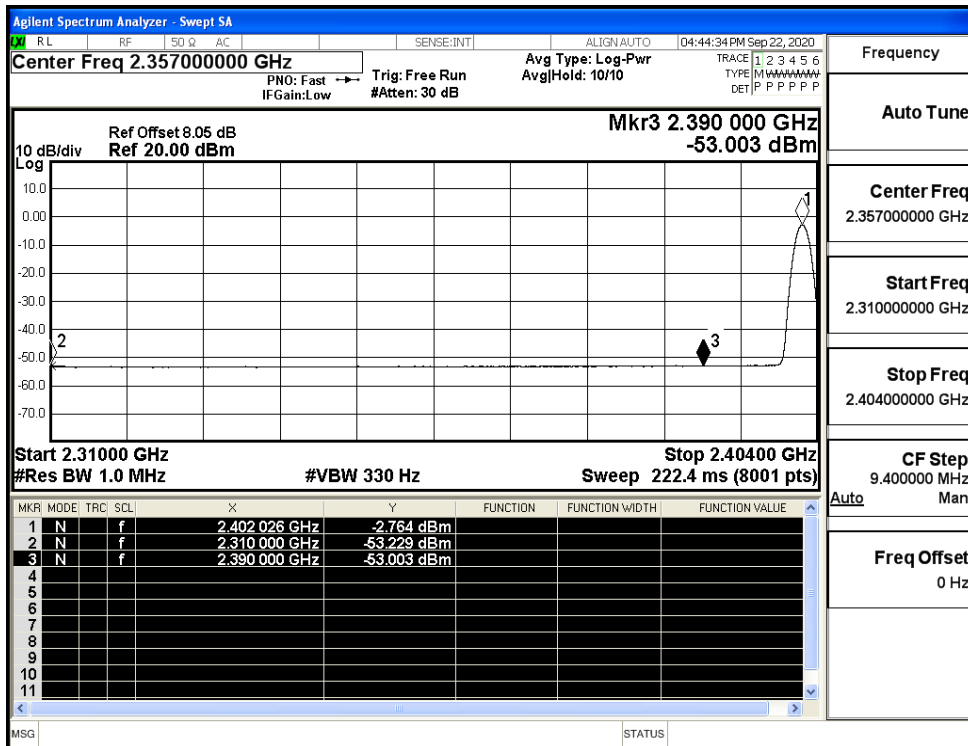 Agilent Spectrum Analyzer - Swept SA
LXI RL RF 50 Ω AC SENSE:INT ALIGN AUTO 04:44:34 PM Sep 22, 2020
Center Freq 2.357000000 GHz
PNO: Fast
IFGain:Low
Trig: Free Run
#Atten: 30 dB
Avg Type: Log-Pwr
Avg|Hold: 10/10
TRACE 1 2 3 4 5 6
TYPE M W W W W W
DET P P P P P P
Ref Offset 8.05 dB
10 dB/div Ref 20.00 dBm
Log
Mkr3 2.390 000 GHz
-53.003 dBm
10.0
0.00
-10.0
-20.0
-30.0
-40.0
-50.0
-60.0
-70.0
1
2
3
Start 2.31000 GHz Stop 2.40400 GHz
#Res BW 1.0 MHz #VBW 330 Hz Sweep 222.4 ms (8001 pts)
MKR MODE TRC SCL X Y FUNCTION FUNCTION WIDTH FUNCTION VALUE
1 N f 2.402 026 GHz -2.764 dBm
2 N f 2.310 000 GHz -53.229 dBm
3 N f 2.390 000 GHz -53.003 dBm
4
5
6
7
8
9
10
11
MSG STATUS
Frequency
Auto Tune
Center Freq
2.357000000 GHz
Start Freq
2.310000000 GHz
Stop Freq
2.404000000 GHz
CF Step
9.400000 MHz
Auto Man
Freq Offset
0 Hz